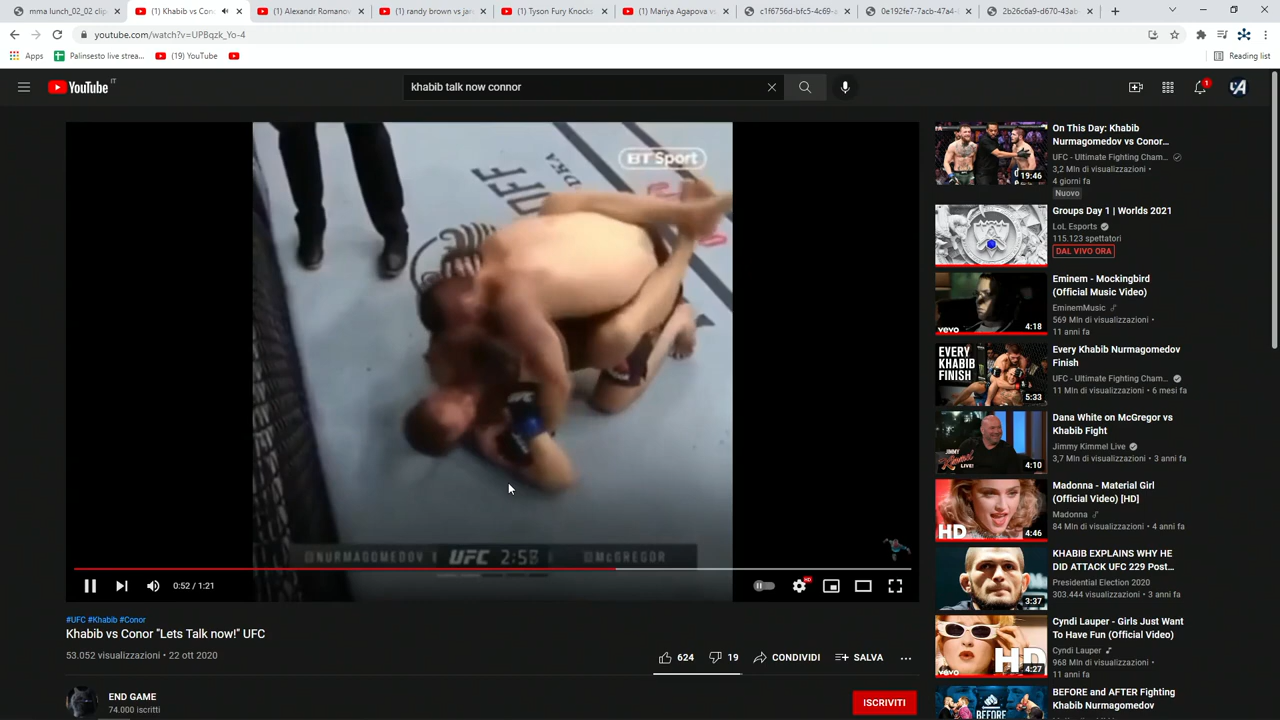 mma lunch_02_02 clip
(1) Khabib vs Con
(1) Alexandr Romanov
(1) randy brown vs jare
(1) Tyson Fury knocks
(1) Mariya Agapova vs
c1f6756d-bfc5-4c69-a
0e192fe7-7acb-47a4-
2b26c6a9-d670-43ab
youtube.com/watch?v=UPBqzk_Yo-4
Apps
Palinsesto live strea...
(19) YouTube
Reading list
YouTube IT
khabib talk now connor
1
BT Sport
UFC
@NURMAGOMEDOV UFC 2:58 @McGREGOR
0:52 / 1:21
HD
#UFC #Khabib #Conor
Khabib vs Conor "Lets Talk now!" UFC
53.052 visualizzazioni • 22 ott 2020
624
19
CONDIVIDI
SALVA
END GAME
74.000 iscritti
ISCRIVITI
19:46
On This Day: Khabib
Nurmagomedov vs Conor...
UFC - Ultimate Fighting Cham...
3,2 Mln di visualizzazioni •
4 giorni fa
Nuovo
Groups Day 1 | Worlds 2021
LoL Esports
115.123 spettatori
DAL VIVO ORA
vevo
4:18
Eminem - Mockingbird
(Official Music Video)
EminemMusic
569 Mln di visualizzazioni •
11 anni fa
EVERY
KHABIB
FINISH
5:33
Every Khabib Nurmagomedov
Finish
UFC - Ultimate Fighting Cham...
11 Mln di visualizzazioni • 6 mesi fa
JIMMY
KIMMEL
LIVE!
4:10
Dana White on McGregor vs
Khabib Fight
Jimmy Kimmel Live
3,7 Mln di visualizzazioni • 3 anni fa
HD
4:46
Madonna - Material Girl
(Official Video) [HD]
Madonna
84 Mln di visualizzazioni • 4 anni fa
3:37
KHABIB EXPLAINS WHY HE
DID ATTACK UFC 229 Post...
Presidential Election 2020
303.444 visualizzazioni • 3 anni fa
vevo
HD
4:27
Cyndi Lauper - Girls Just Want
To Have Fun (Official Video)
Cyndi Lauper
968 Mln di visualizzazioni •
11 anni fa
BEFORE
BEFORE and AFTER Fighting
Khabib Nurmagomedov